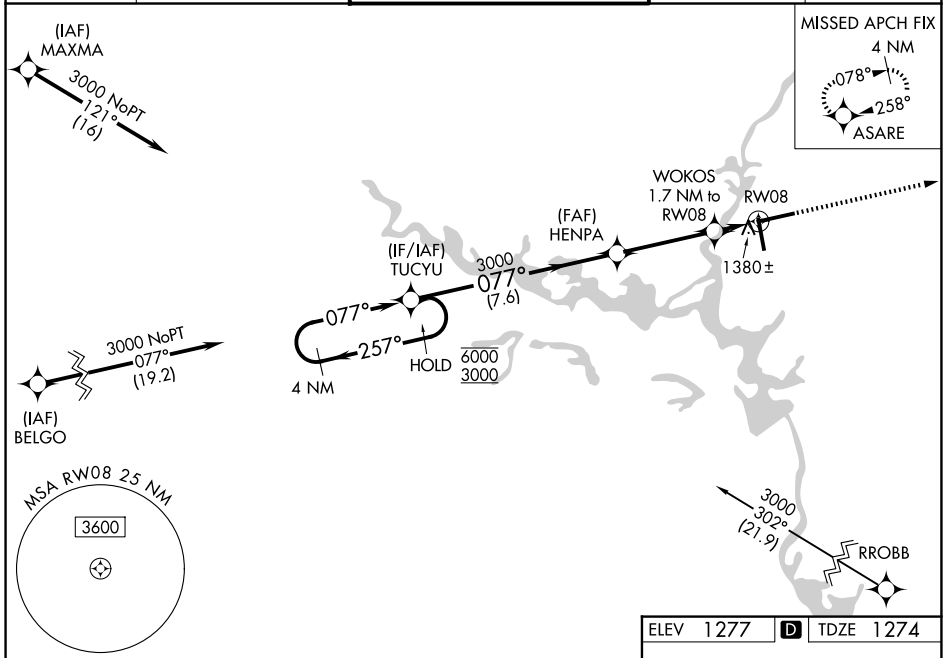 (IAF)
MAXMA
3000 NoPT
121°
(16)
MISSED APCH FIX
4 NM
078°
258°
ASARE
WOKOS
1.7 NM to
RW08
RW08
(FAF)
HENPA
1380 ±
(IF/IAF)
TUCYU
3000
077°
(7.6)
077°
257°
HOLD
6000
3000
4 NM
3000 NoPT
077°
(19.2)
(IAF)
BELGO
MSA RW08 25 NM
3600
3000
302°
(21.9)
RROBB
ELEV 1277 D TDZE 1274